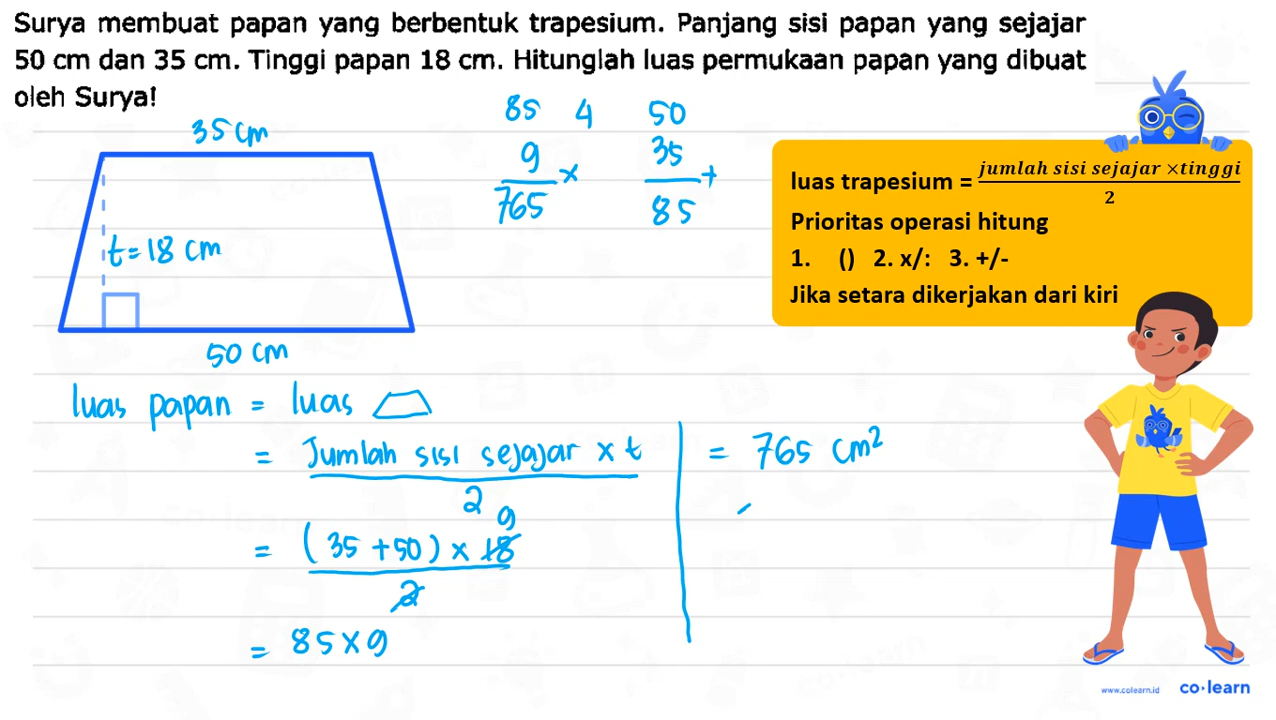 Surya membuat papan yang berbentuk trapesium. Panjang sisi papan yang sejajar
50 cm dan 35 cm. Tinggi papan 18 cm. Hitunglah luas permukaan papan yang dibuat
oleh Surya!
35 cm
t = 18 cm
50 cm
85 4
9 x
765
50
35 +
85
luas trapesium = jumlah sisi sejajar ×tinggi
2
Prioritas operasi hitung
1. () 2. x/: 3. +/-
Jika setara dikerjakan dari kiri
luas papan = luas
= Jumlah sisi sejajar x t
2
9
= (35 + 50) x 18
2
= 85 x 9
= 765 cm²
www.colearn.id co·learn